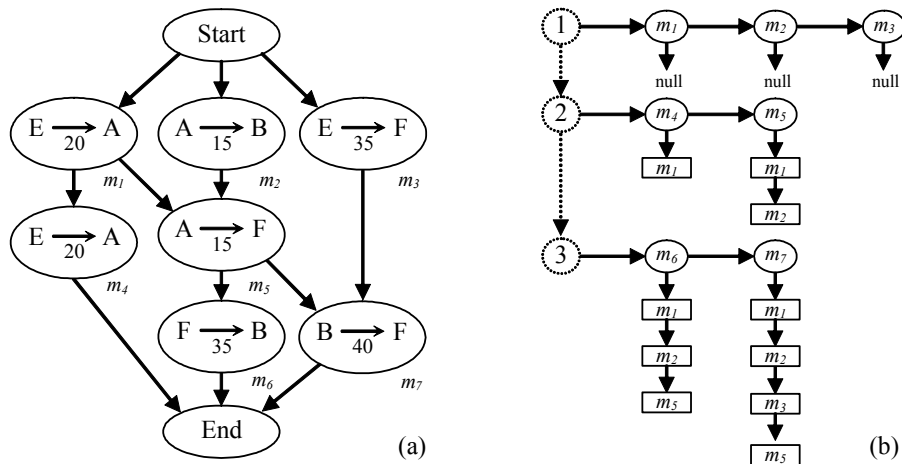 Start
E → A
20
m1
A → B
15
m2
E → F
35
m3
E → A
20
m4
A → F
15
m5
F → B
35
m6
B → F
40
m7
End
(a)
1 m1 m2 m3
null null null
2 m4 m5
m1 m1
m2
3 m6 m7
m1 m1
m2 m2
m5 m3
m5
(b)